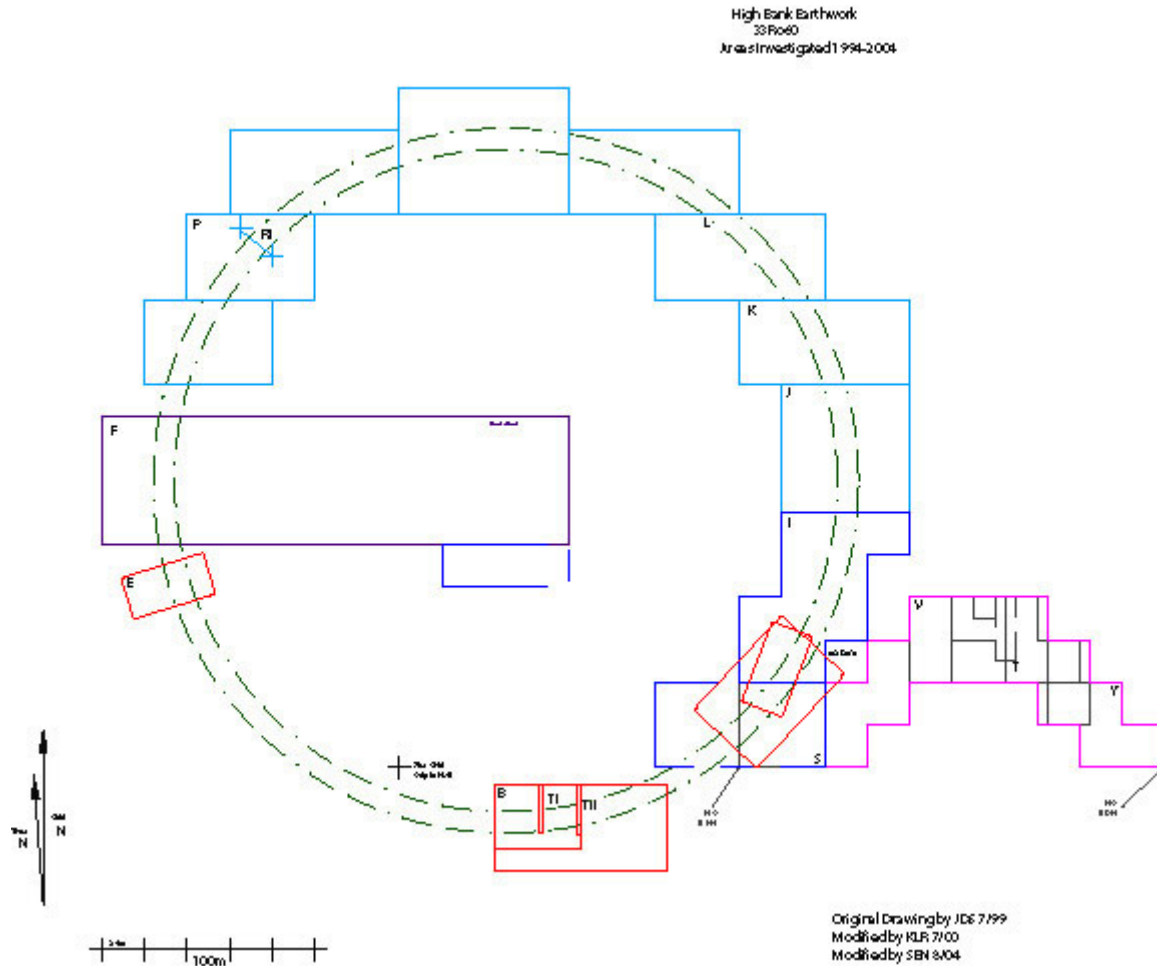 High Bank Earthwork
33Ro60
Areas Investigated 1994-2004
P
RI
L
K
J
F
I
E
V
Y
S
B
TI
TII
N
N
100m
Original Drawing by JDS 7/99
Modified by KLR 7/00
Modified by SEN 8/04